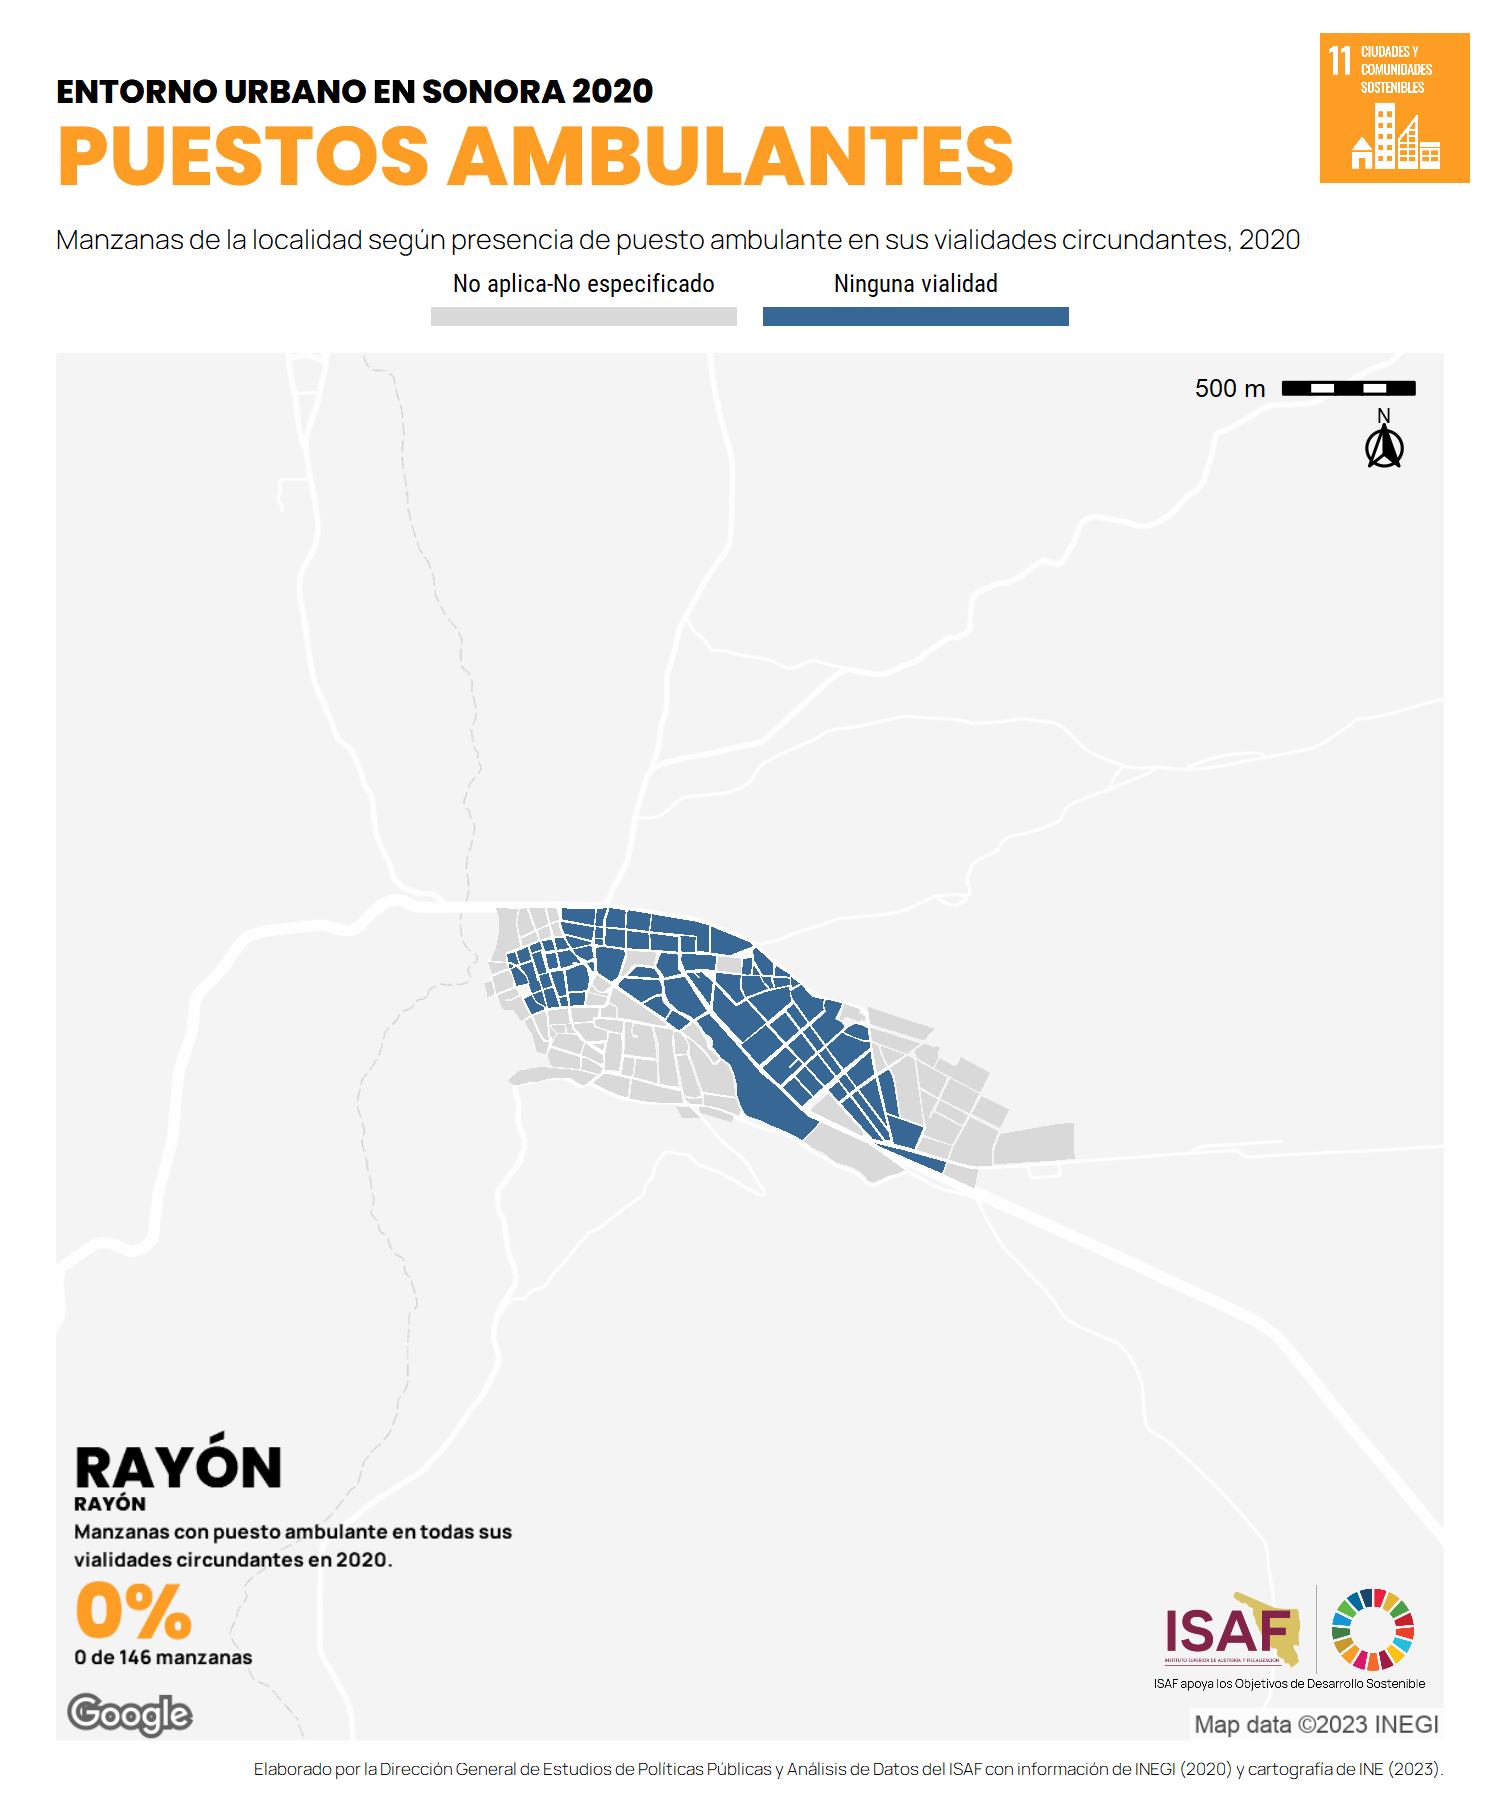 ENTORNO URBANO EN SONORA 2020
PUESTOS AMBULANTES
11 CIUDADES Y
COMUNIDADES
SOSTENIBLES
Manzanas de la localidad según presencia de puesto ambulante en sus vialidades circundantes, 2020
No aplica-No especificado
Ninguna vialidad
500 m
N
RAYÓN
RAYÓN
Manzanas con puesto ambulante en todas sus
vialidades circundantes en 2020.
0%
0 de 146 manzanas
Google
ISAF
INSTITUTO SUPERIOR DE AUDITORÍA Y FISCALIZACIÓN
ISAF apoya los Objetivos de Desarrollo Sostenible
Map data ©2023 INEGI
Elaborado por la Dirección General de Estudios de Políticas Públicas y Análisis de Datos del ISAF con información de INEGI (2020) y cartografía de INE (2023).